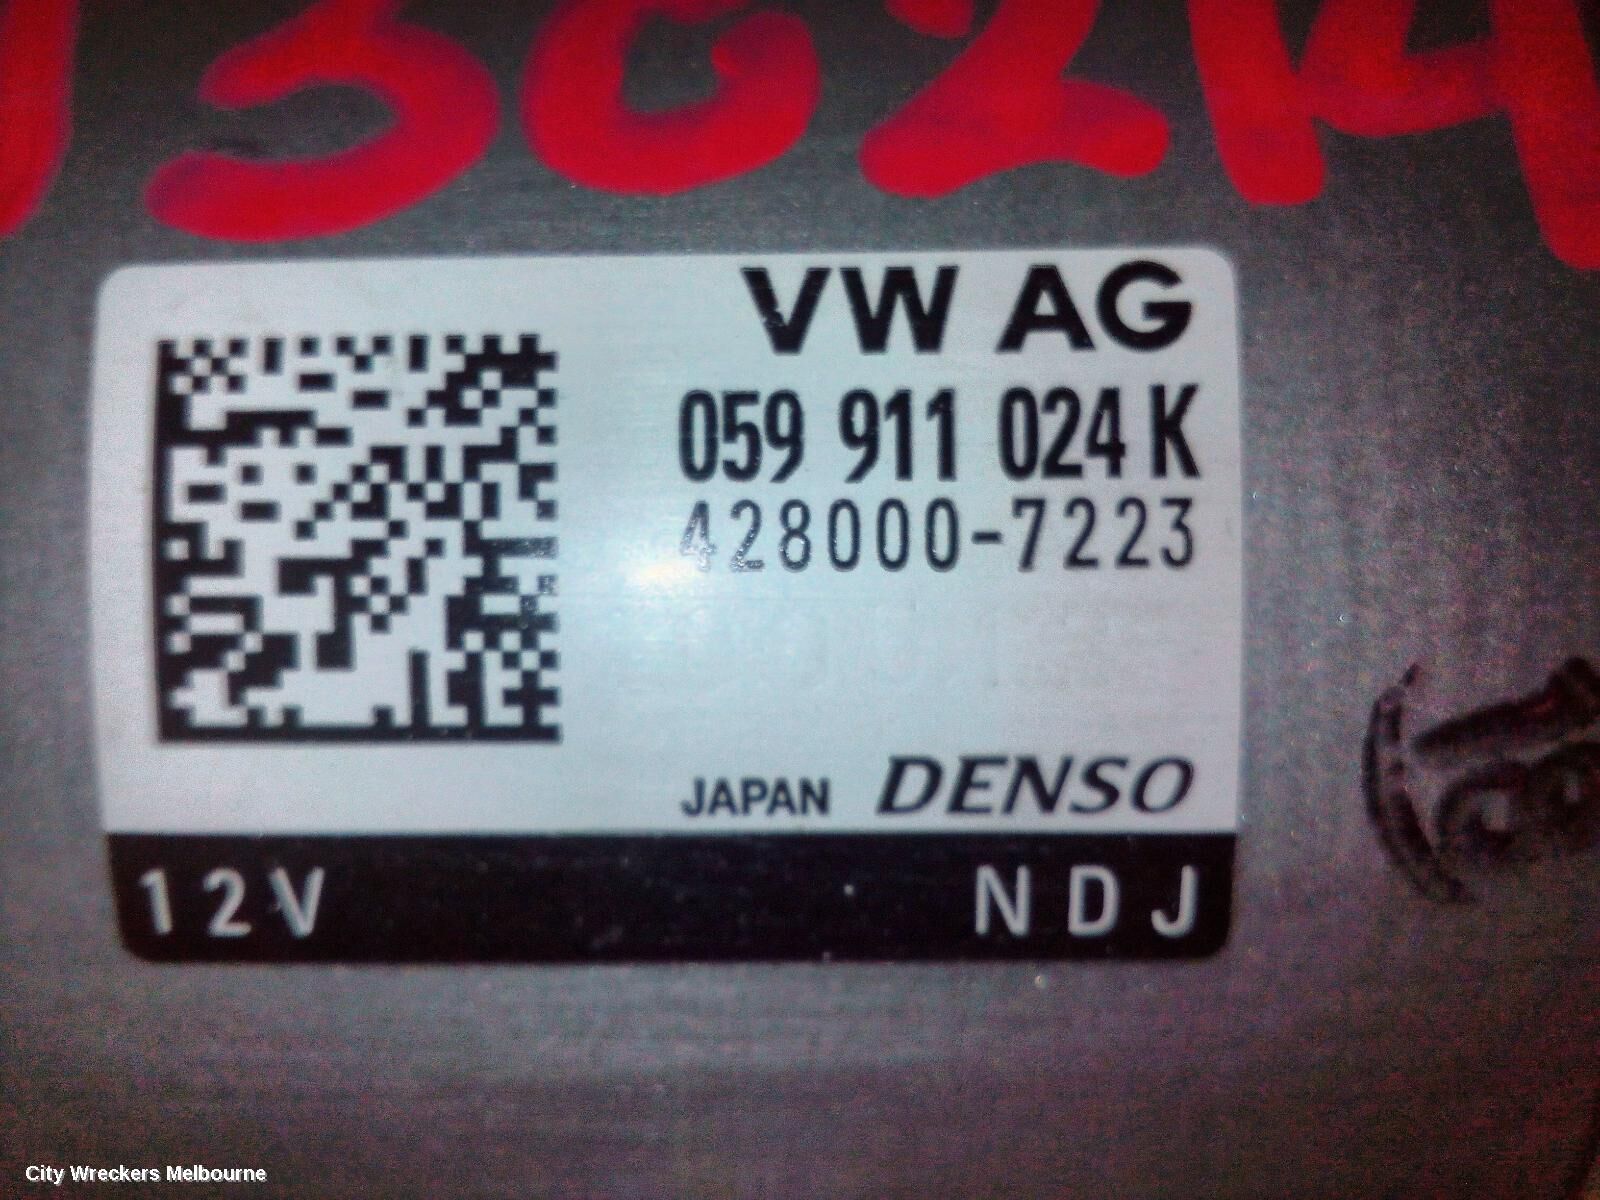 VW AG
059 911 024 K
428000-7223
JAPAN DENSO
12V NDJ
City Wreckers Melbourne